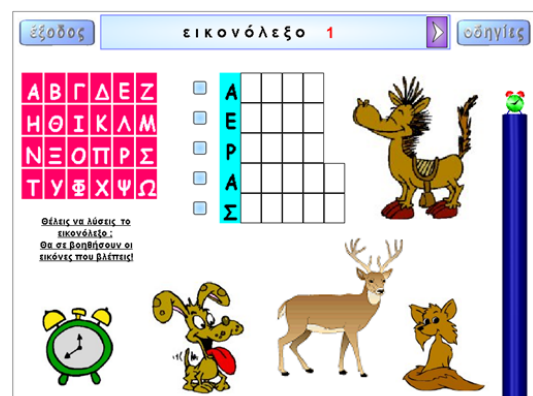 έξοδος
εικονόλεξο 1
οδηγίες
Α Β Γ Δ Ε Ζ
Η Θ Ι Κ Λ Μ
Ν Ξ Ο Π Ρ Σ
Τ Υ Φ Χ Ψ Ω
Α
Ε
Ρ
Α
Σ
Θέλεις να λύσεις το
εικονόλεξο ;
Θα σε βοηθήσουν οι
εικόνες που βλέπεις!